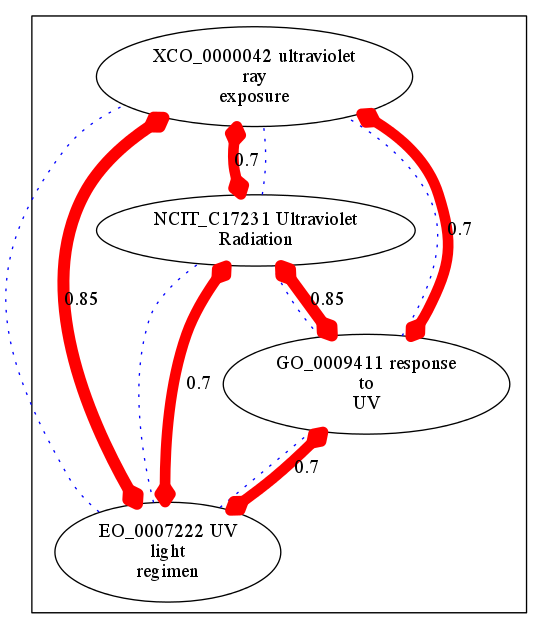 XCO_0000042 ultraviolet
ray
exposure
0.7
NCIT_C17231 Ultraviolet
Radiation
0.7
0.85
0.85
GO_0009411 response
to
UV
0.7
0.7
EO_0007222 UV
light
regimen